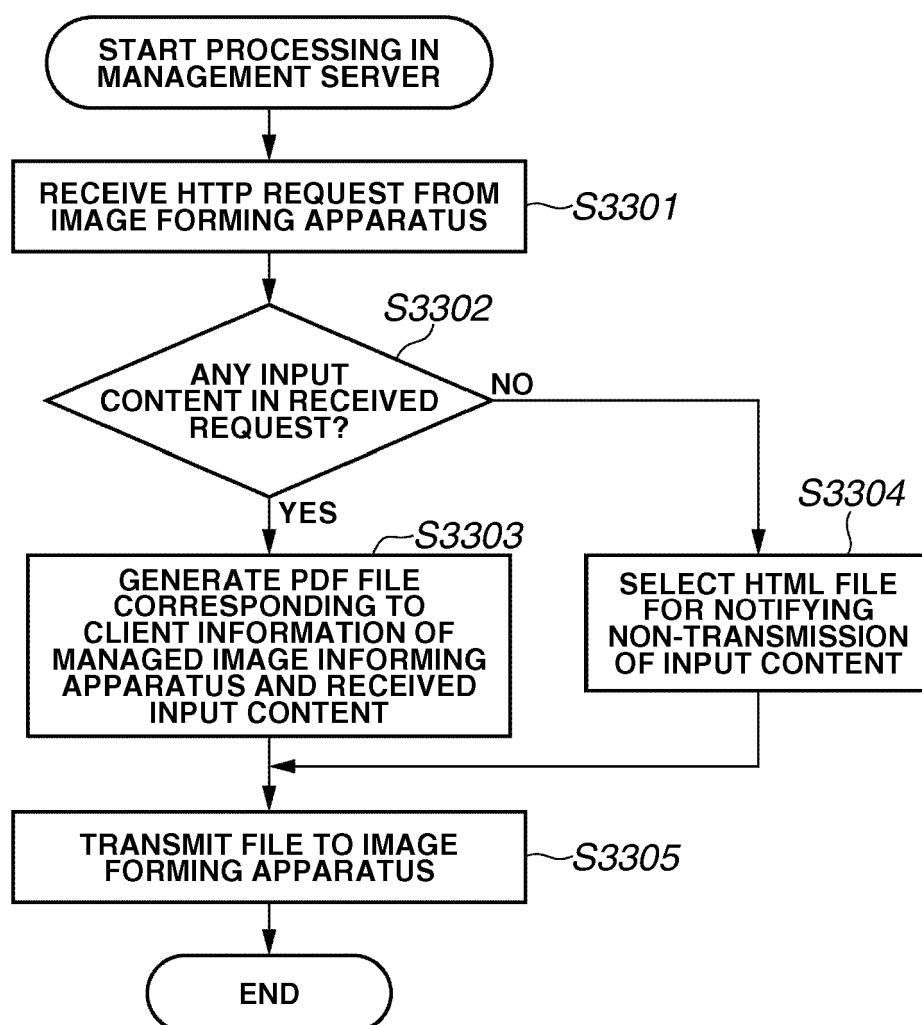 START PROCESSING IN
MANAGEMENT SERVER
RECEIVE HTTP REQUEST FROM
IMAGE FORMING APPARATUS
S3301
S3302
ANY INPUT
CONTENT IN RECEIVED
REQUEST?
NO
YES
S3303
GENERATE PDF FILE
CORRESPONDING TO
CLIENT INFORMATION OF
MANAGED IMAGE INFORMING
APPARATUS AND RECEIVED
INPUT CONTENT
S3304
SELECT HTML FILE
FOR NOTIFYING
NON-TRANSMISSION
OF INPUT CONTENT
TRANSMIT FILE TO IMAGE
FORMING APPARATUS
S3305
END